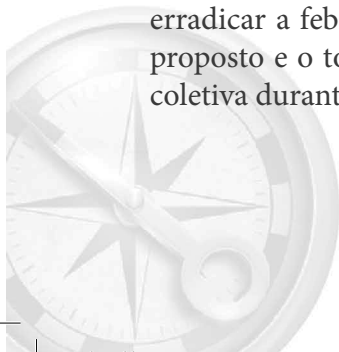 erradicar a feb
proposto e o to
coletiva durant